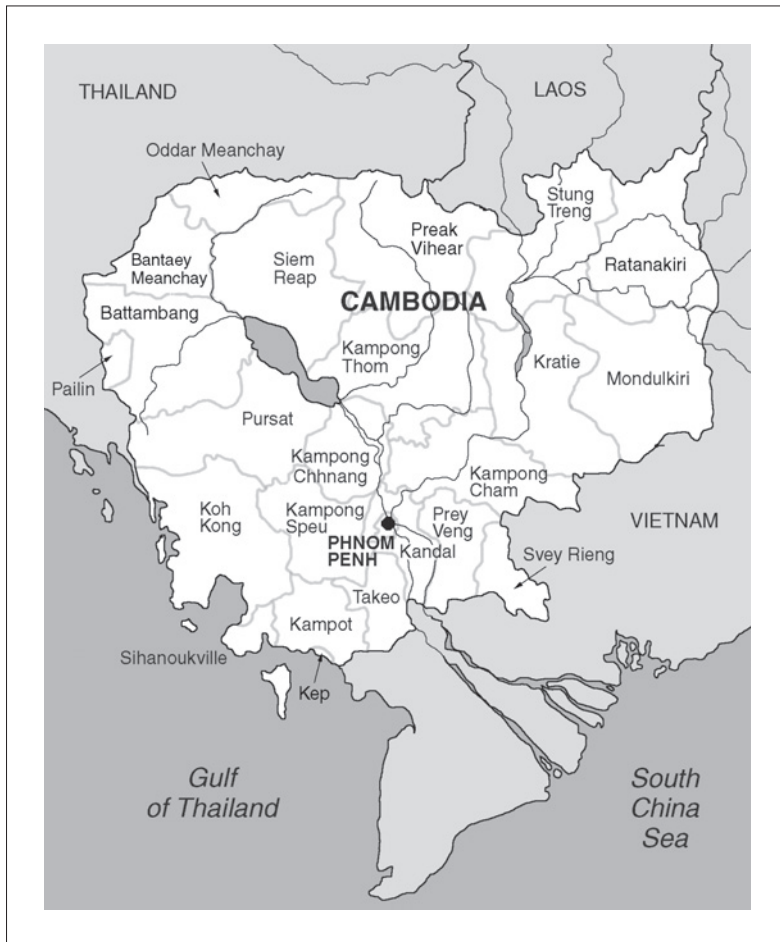 THAILAND
LAOS
Oddar Meanchay
Stung
Treng
Preak
Vihear
Bantaey
Meanchay
Siem
Reap
Ratanakiri
CAMBODIA
Battambang
Kampong
Thom
Kratie
Mondulkiri
Pailin
Pursat
Kampong
Chhnang
Kampong
Cham
Koh
Kong
Kampong
Speu
Prey
Veng
VIETNAM
PHNOM
PENH
Kandal
Svey Rieng
Takeo
Kampot
Sihanoukville
Kep
Gulf
of Thailand
South
China
Sea